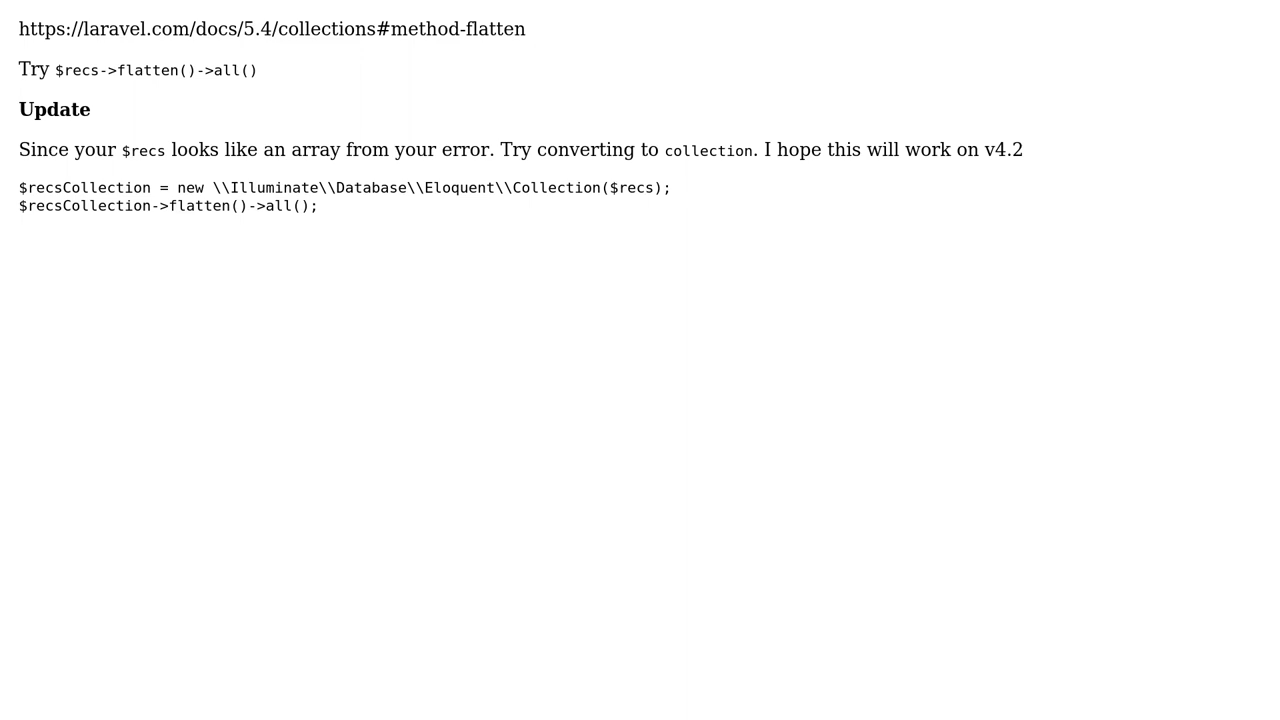 https://laravel.com/docs/5.4/collections#method-flatten
Try $recs->flatten()->all()
Update
Since your $recs looks like an array from your error. Try converting to collection. I hope this will work on v4.2
$recsCollection = new \\Illuminate\\Database\\Eloquent\\Collection($recs);
$recsCollection->flatten()->all();